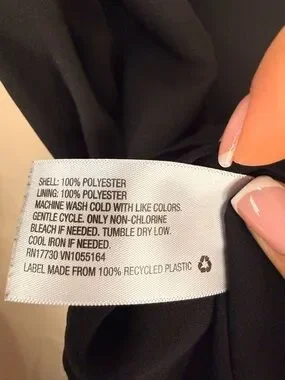 SHELL: 100% POLYESTER
LINING: 100% POLYESTER
MACHINE WASH COLD WITH LIKE COLORS.
GENTLE CYCLE. ONLY NON-CHLORINE
BLEACH IF NEEDED. TUMBLE DRY LOW.
COOL IRON IF NEEDED.
RN17730 VN1055164
LABEL MADE FROM 100% RECYCLED PLASTIC